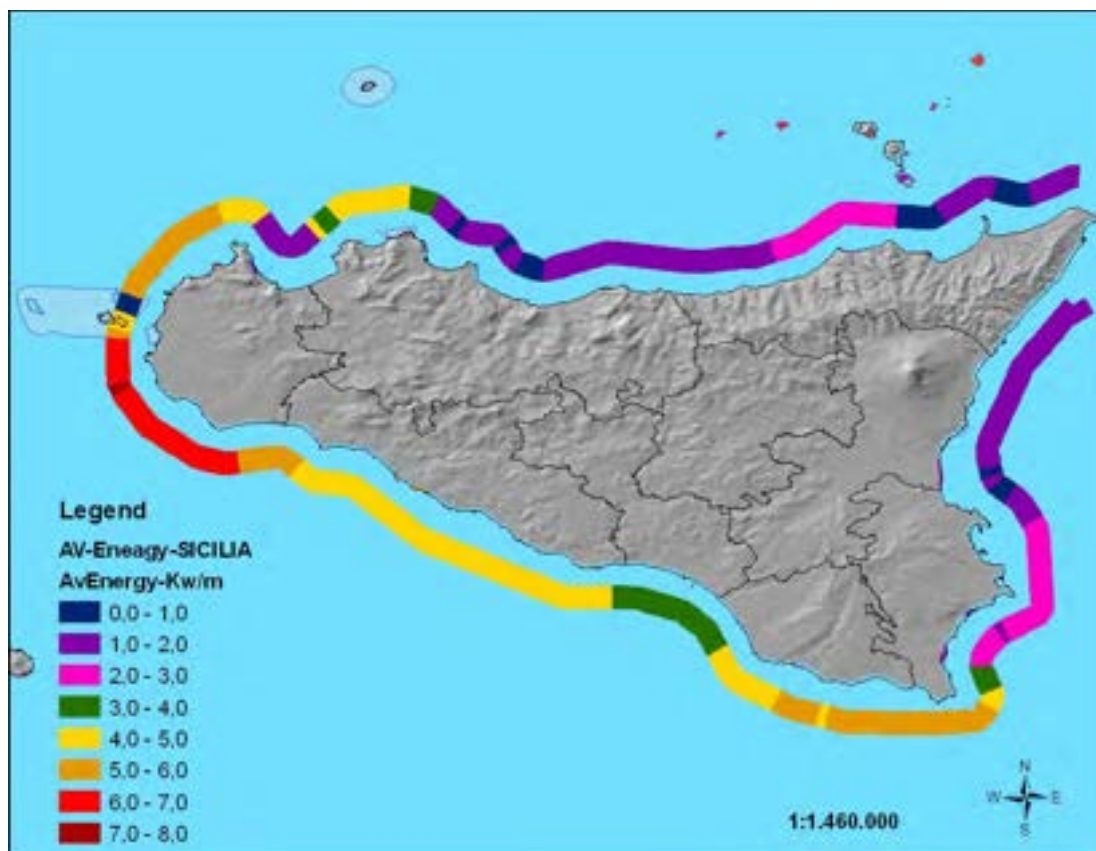 Legend
AV-Eneagy-SICILIA
AvEnergy-Kw/m
0,0 - 1,0
1,0 - 2,0
2,0 - 3,0
3,0 - 4,0
4,0 - 5,0
5,0 - 6,0
6,0 - 7,0
7,0 - 8,0
N
W E
S
1:1.460.000